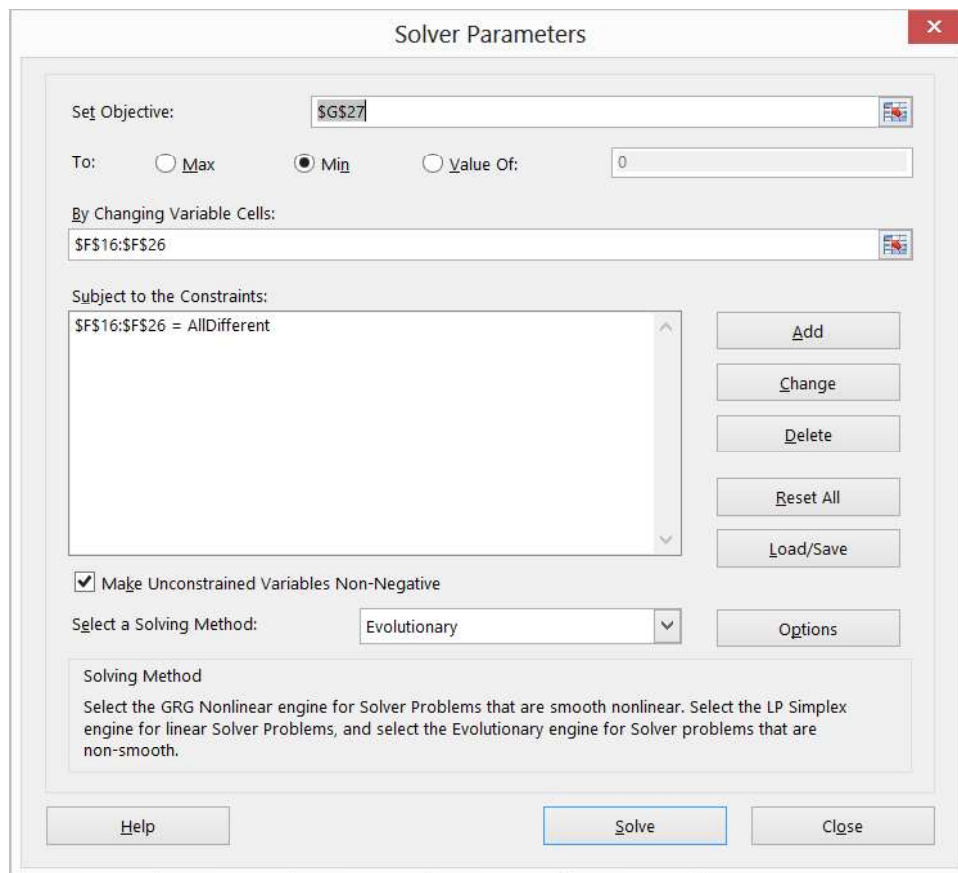 Solver Parameters
Set Objective:
$G$27
To:
Max
Min
Value Of:
0
By Changing Variable Cells:
$F$16:$F$26
Subject to the Constraints:
$F$16:$F$26 = AllDifferent
Add
Change
Delete
Reset All
Load/Save
Make Unconstrained Variables Non-Negative
Select a Solving Method:
Evolutionary
Options
Solving Method
Select the GRG Nonlinear engine for Solver Problems that are smooth nonlinear. Select the LP Simplex
engine for linear Solver Problems, and select the Evolutionary engine for Solver problems that are
non-smooth.
Help
Solve
Close